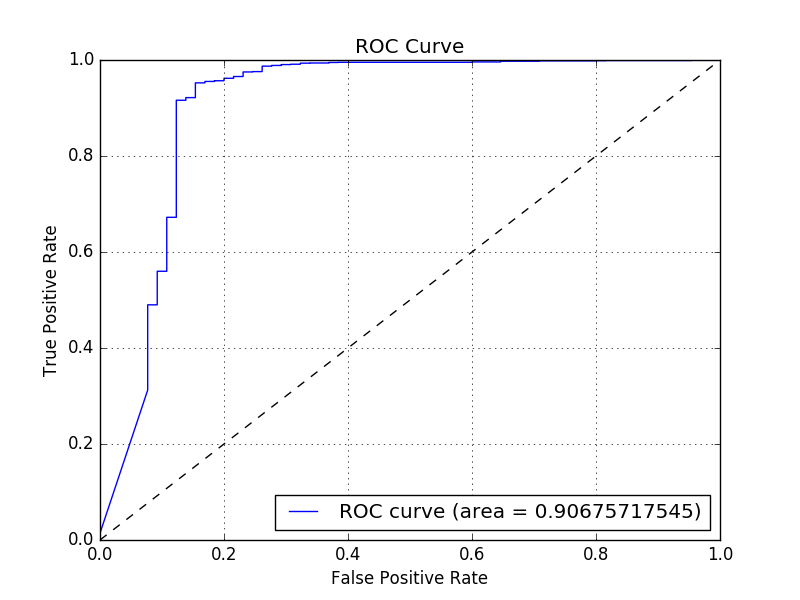 ROC Curve
1.0
0.8
0.6
0.4
0.2
0.0
True Positive Rate
ROC curve (area = 0.90675717545)
0.0 0.2 0.4 0.6 0.8 1.0
False Positive Rate